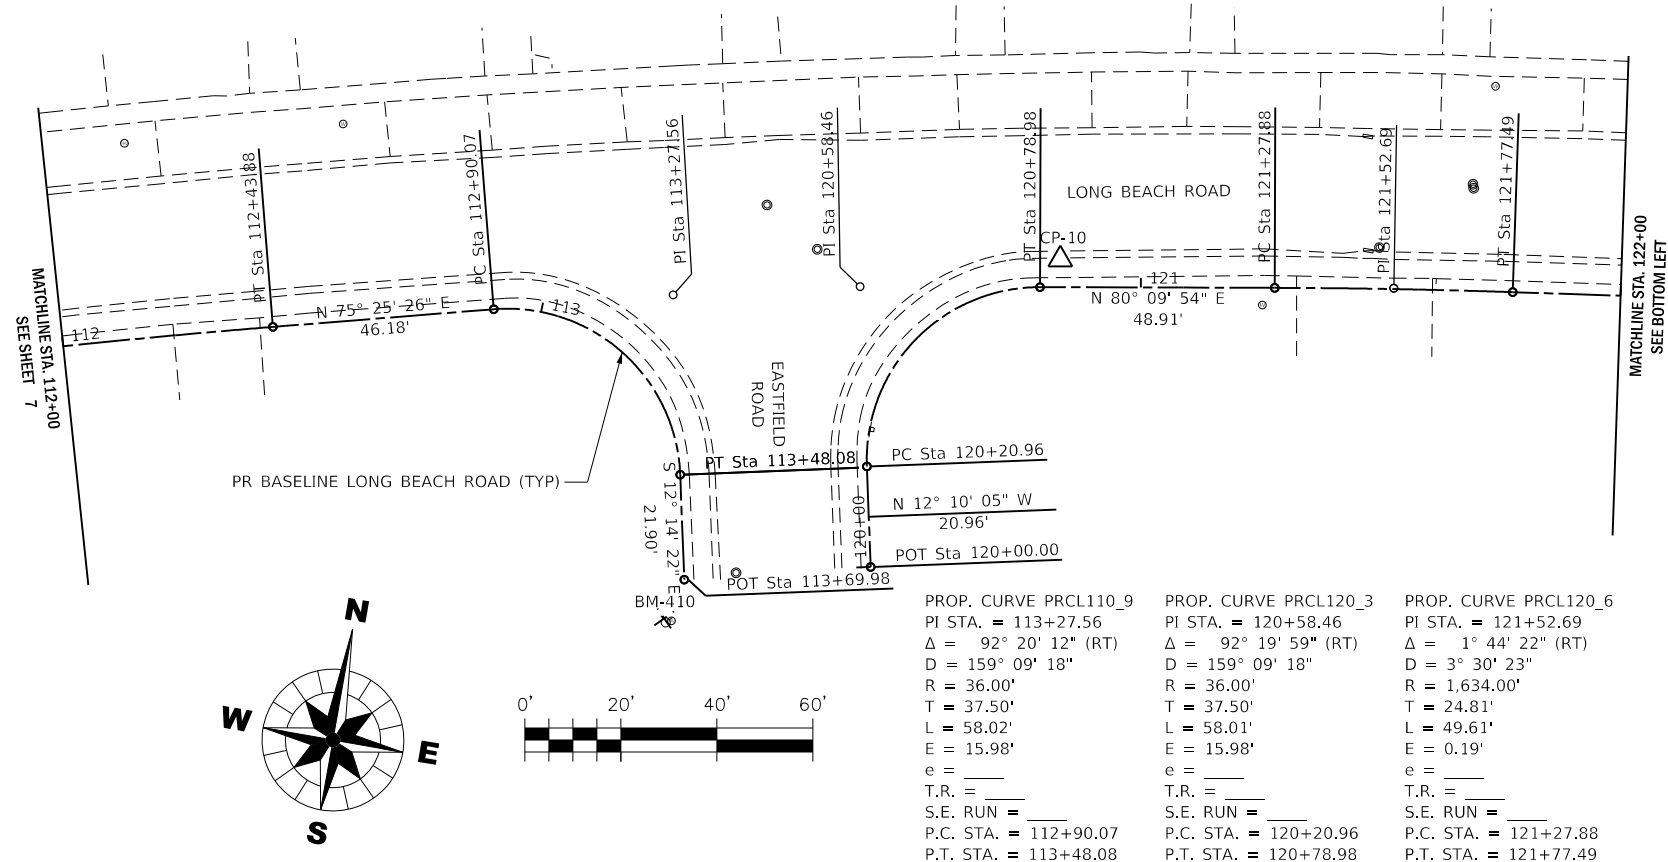 PT Sta 112+43.88
PC Sta 112+90.07
PI Sta 113+27.56
PI Sta 120+58.46
PT Sta 120+78.98
PC Sta 121+27.88
PI Sta 121+52.69
PT Sta 121+77.49
LONG BEACH ROAD
CP-10
MATCHLINE STA. 112+00
SEE SHEET 7
MATCHLINE STA. 122+00
SEE BOTTOM LEFT
112
N 75° 25' 26" E
46.18'
113
121
N 80° 09' 54" E
48.91'
EASTFIELD
ROAD
PR BASELINE LONG BEACH ROAD (TYP)
S 12° 14' 22" E
21.90'
PT Sta 113+48.08
P
PC Sta 120+20.96
120+00
N 12° 10' 05" W
20.96'
POT Sta 120+00.00
POT Sta 113+69.98
BM-410
N
W
E
S
0'
20'
40'
60'
PROP. CURVE PRCL110_9
PI STA. = 113+27.56
Δ = 92° 20' 12" (RT)
D = 159° 09' 18"
R = 36.00'
T = 37.50'
L = 58.02'
E = 15.98'
e = ____
T.R. = ____
S.E. RUN = ____
P.C. STA. = 112+90.07
P.T. STA. = 113+48.08
PROP. CURVE PRCL120_3
PI STA. = 120+58.46
Δ = 92° 19' 59" (RT)
D = 159° 09' 18"
R = 36.00'
T = 37.50'
L = 58.01'
E = 15.98'
e = ____
T.R. = ____
S.E. RUN = ____
P.C. STA. = 120+20.96
P.T. STA. = 120+78.98
PROP. CURVE PRCL120_6
PI STA. = 121+52.69
Δ = 1° 44' 22" (RT)
D = 3° 30' 23"
R = 1,634.00'
T = 24.81'
L = 49.61'
E = 0.19'
e = ____
T.R. = ____
S.E. RUN = ____
P.C. STA. = 121+27.88
P.T. STA. = 121+77.49